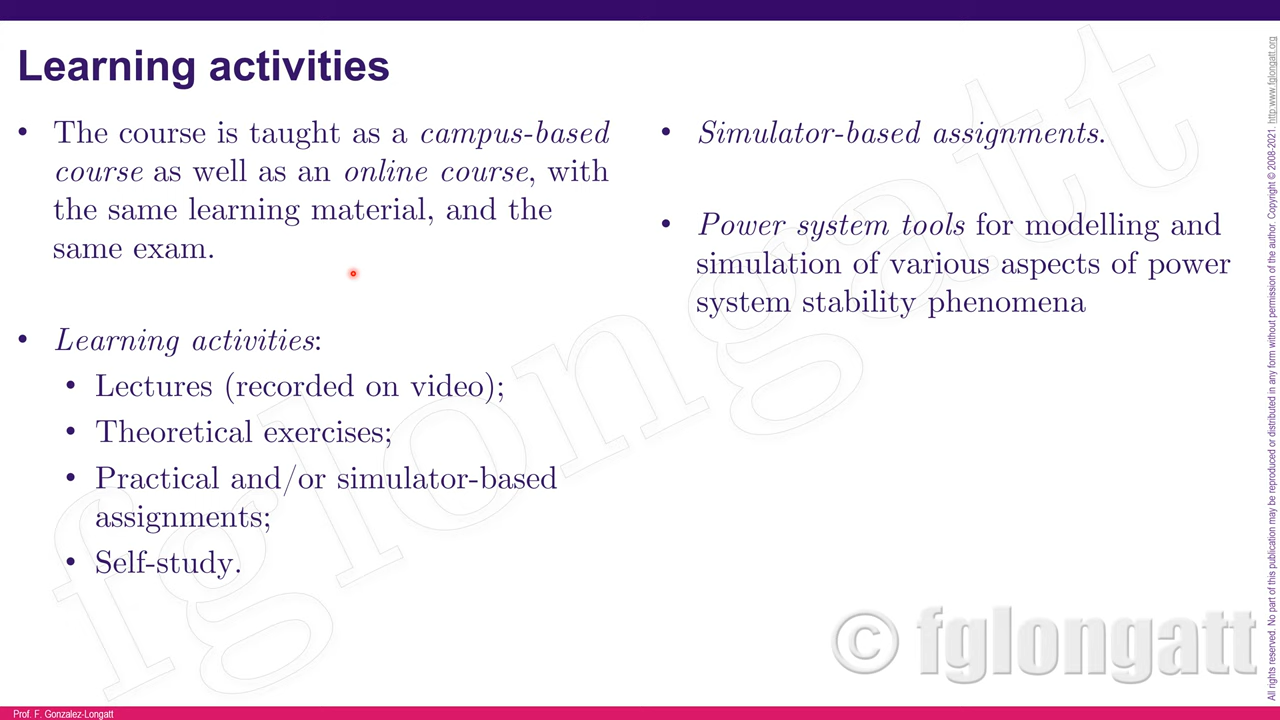 Learning activities
• The course is taught as a campus-based
course as well as an online course, with
the same learning material, and the
same exam.
• Learning activities:
• Lectures (recorded on video);
• Theoretical exercises;
• Practical and/or simulator-based
assignments;
• Self-study.
• Simulator-based assignments.
• Power system tools for modelling and
simulation of various aspects of power
system stability phenomena
fglongatt
© fglongatt
All rights reserved. No part of this publication may be reproduced or distributed in any form without permission of the author. Copyright © 2008-2021. http:www.fglongatt.org
Prof. F. Gonzalez-Longatt